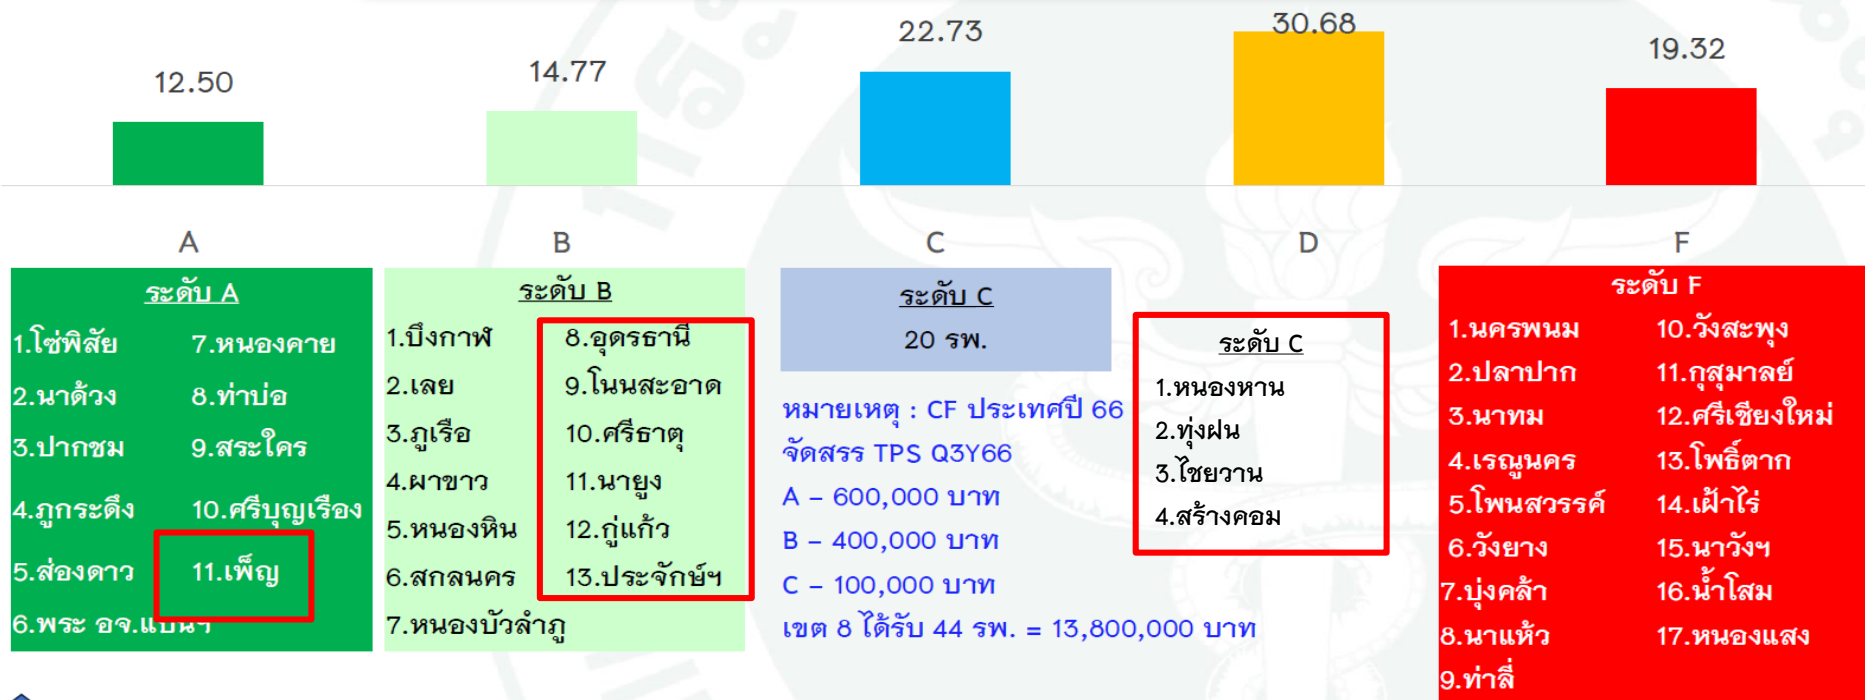 12.50
14.77
22.73
30.68
19.32
A
B
C
D
F
ระดับ A
1.โซ่พิสัย
2.นาด้วง
3.ปากชม
4.ภูกระดึง
5.ส่องดาว
6.พระ อจ.แบนฯ
7.หนองคาย
8.ท่าบ่อ
9.สระใคร
10.ศรีบุญเรือง
11.เพ็ญ
ระดับ B
1.บึงกาฬ
2.เลย
3.ภูเรือ
4.ผาขาว
5.หนองหิน
6.สกลนคร
7.หนองบัวลำภู
8.อุดรธานี
9.โนนสะอาด
10.ศรีธาตุ
11.นายูง
12.กู่แก้ว
13.ประจักษ์ฯ
ระดับ C
20 รพ.
หมายเหตุ : CF ประเทศปี 66
จัดสรร TPS Q3Y66
A – 600,000 บาท
B – 400,000 บาท
C – 100,000 บาท
เขต 8 ได้รับ 44 รพ. = 13,800,000 บาท
ระดับ C
1.หนองหาน
2.ทุ่งฝน
3.ไชยวาน
4.สร้างคอม
ระดับ F
1.นครพนม
2.ปลาปาก
3.นาทม
4.เรณูนคร
5.โพนสวรรค์
6.วังยาง
7.บุ่งคล้า
8.นาแห้ว
9.ท่าลี่
10.วังสะพุง
11.กุสุมาลย์
12.ศรีเชียงใหม่
13.โพธิ์ตาก
14.เฝ้าไร่
15.นาวังฯ
16.น้ำโสม
17.หนองแสง